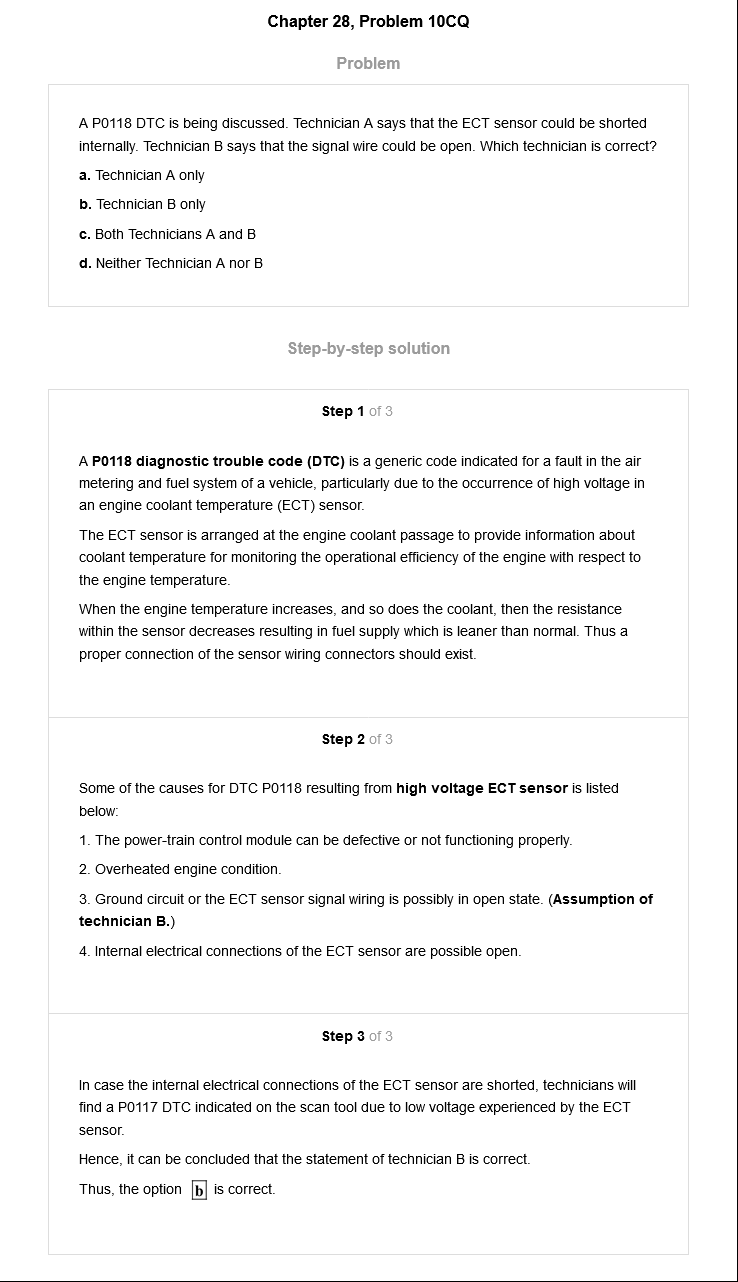 Chapter 28, Problem 10CQ
Problem
A P0118 DTC is being discussed. Technician A says that the ECT sensor could be shorted
internally. Technician B says that the signal wire could be open. Which technician is correct?
a. Technician A only
b. Technician B only
c. Both Technicians A and B
d. Neither Technician A nor B
Step-by-step solution
Step 1 of 3
A P0118 diagnostic trouble code (DTC) is a generic code indicated for a fault in the air
metering and fuel system of a vehicle, particularly due to the occurrence of high voltage in
an engine coolant temperature (ECT) sensor.
The ECT sensor is arranged at the engine coolant passage to provide information about
coolant temperature for monitoring the operational efficiency of the engine with respect to
the engine temperature.
When the engine temperature increases, and so does the coolant, then the resistance
within the sensor decreases resulting in fuel supply which is leaner than normal. Thus a
proper connection of the sensor wiring connectors should exist.
Step 2 of 3
Some of the causes for DTC P0118 resulting from high voltage ECT sensor is listed
below:
1. The power-train control module can be defective or not functioning properly.
2. Overheated engine condition.
3. Ground circuit or the ECT sensor signal wiring is possibly in open state. (Assumption of
technician B.)
4. Internal electrical connections of the ECT sensor are possible open.
Step 3 of 3
In case the internal electrical connections of the ECT sensor are shorted, technicians will
find a P0117 DTC indicated on the scan tool due to low voltage experienced by the ECT
sensor.
Hence, it can be concluded that the statement of technician B is correct.
Thus, the option b is correct.